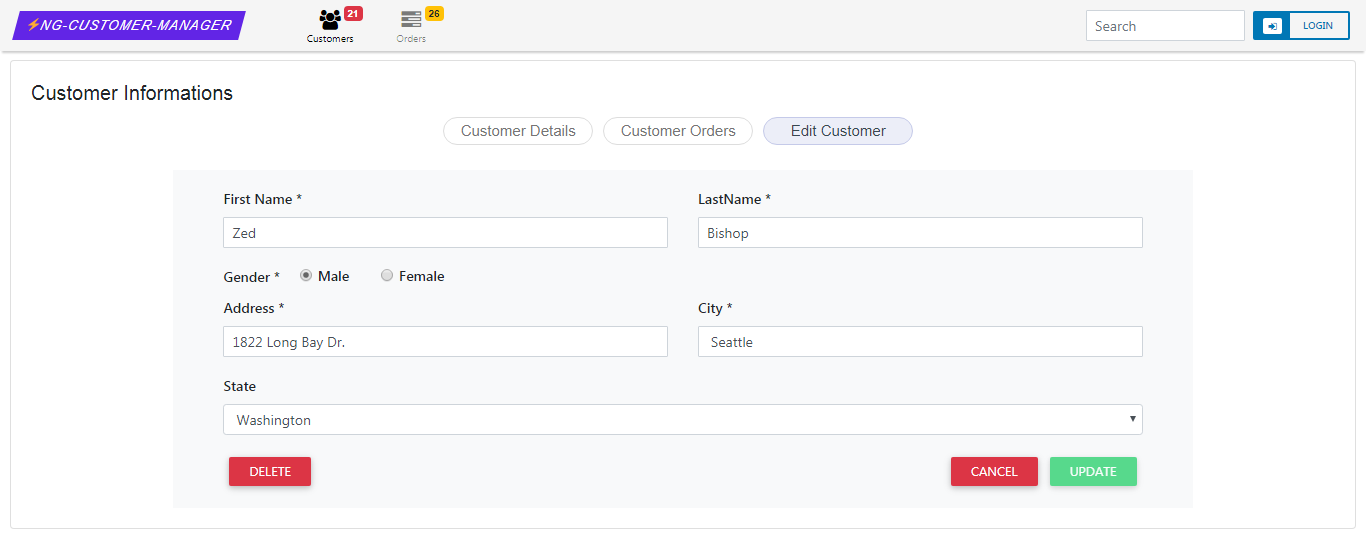 ⚡NG-CUSTOMER-MANAGER
21
Customers
26
Orders
Search
LOGIN
Customer Informations
Customer Details
Customer Orders
Edit Customer
First Name *
LastName *
Zed
Bishop
Gender * Male Female
Address *
City *
1822 Long Bay Dr.
Seattle
State
Washington
DELETE
CANCEL
UPDATE